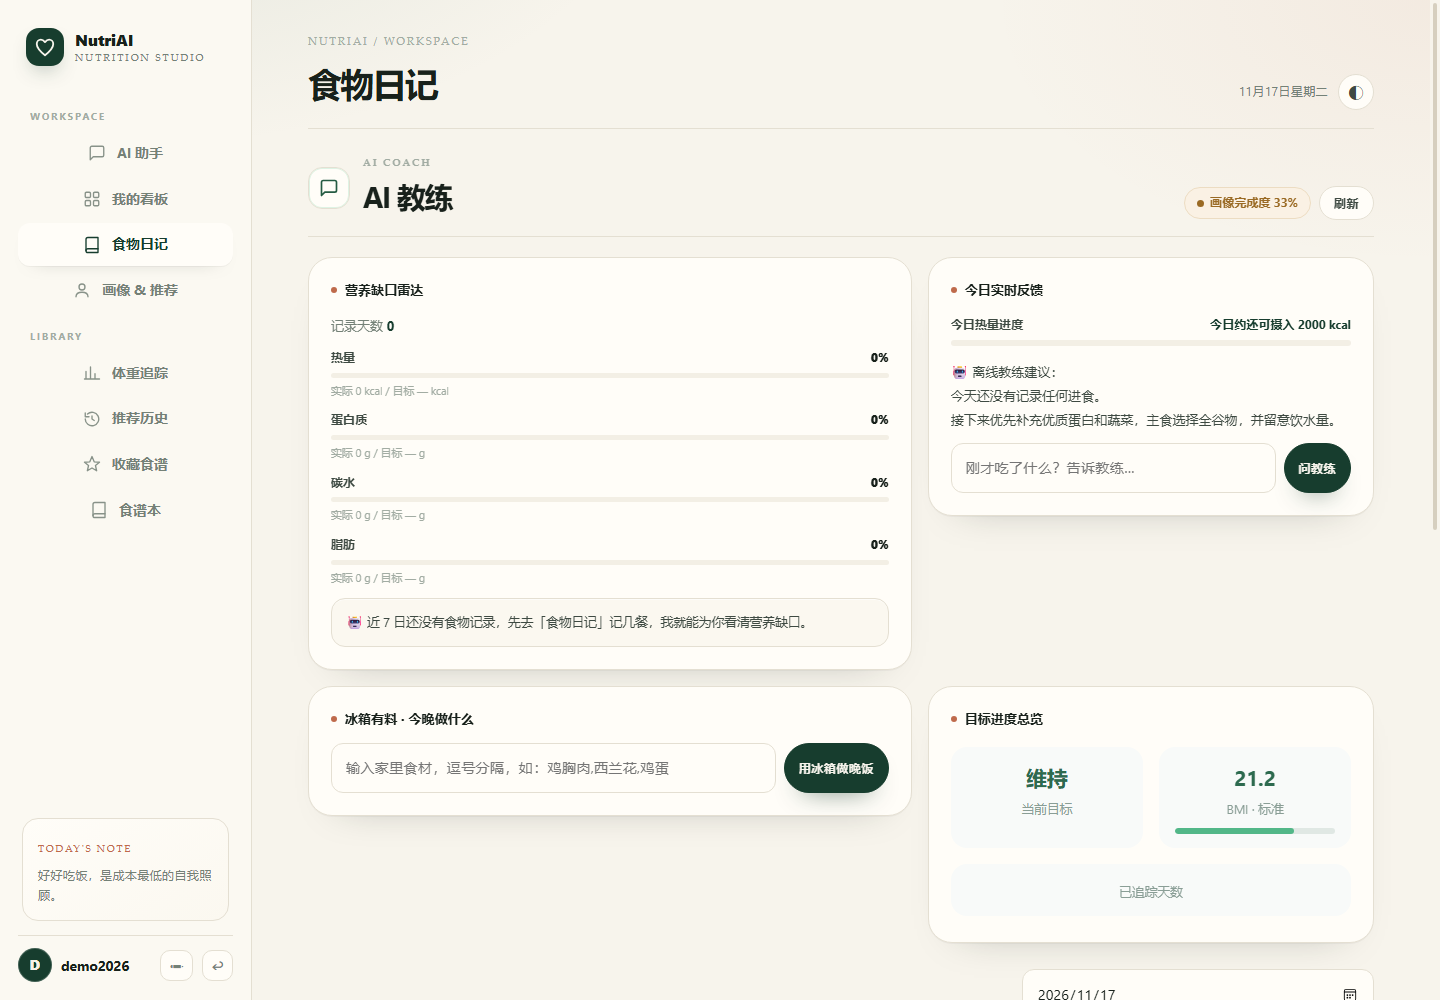 NutriAI
NUTRITION STUDIO
WORKSPACE
AI 助手
我的看板
食物日记
画像 & 推荐
LIBRARY
体重追踪
推荐历史
收藏食谱
食谱本
TODAY'S NOTE
好好吃饭，是成本最低的自我照
顾。
D
demo2026
NUTRIAI / WORKSPACE
食物日记
11月17日星期二
AI COACH
AI 教练
画像完成度 33%
刷新
营养缺口雷达
记录天数 0
热量 0%
实际 0 kcal / 目标 — kcal
蛋白质 0%
实际 0 g / 目标 — g
碳水 0%
实际 0 g / 目标 — g
脂肪 0%
实际 0 g / 目标 — g
近 7 日还没有食物记录，先去「食物日记」记几餐，我就能为你看清营养缺口。
今日实时反馈
今日热量进度 今日约还可摄入 2000 kcal
离线教练建议：
今天还没有记录任何进食。
接下来优先补充优质蛋白和蔬菜，主食选择全谷物，并留意饮水量。
刚才吃了什么？告诉教练...
问教练
冰箱有料 · 今晚做什么
输入家里食材，逗号分隔，如：鸡胸肉,西兰花,鸡蛋
用冰箱做晚饭
目标进度总览
维持
当前目标
21.2
BMI · 标准
已追踪天数
2026/11/17